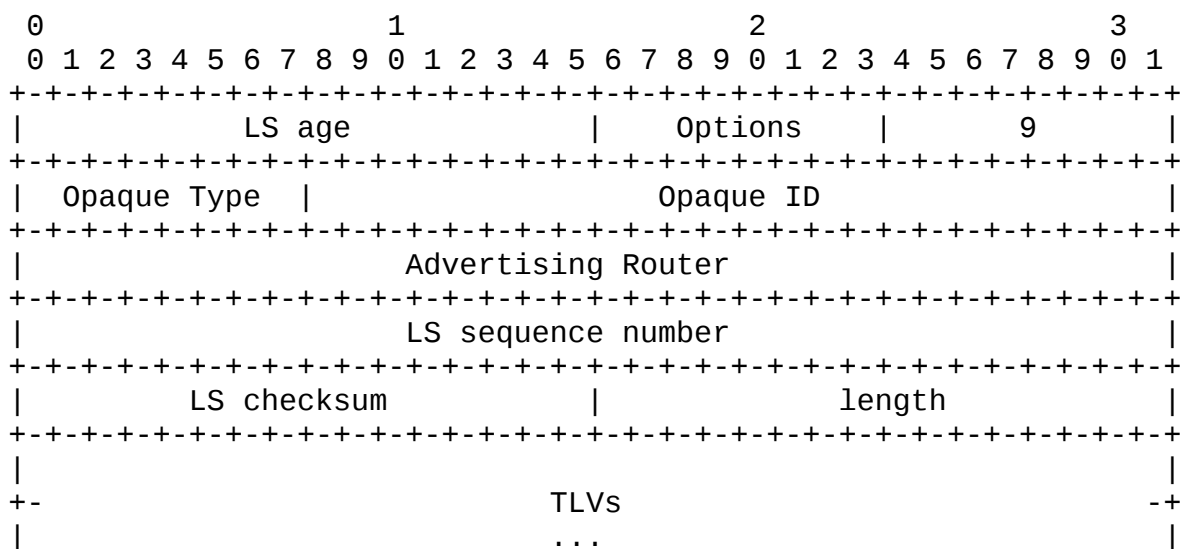 0                   1                   2                   3
 0 1 2 3 4 5 6 7 8 9 0 1 2 3 4 5 6 7 8 9 0 1 2 3 4 5 6 7 8 9 0 1
+-+-+-+-+-+-+-+-+-+-+-+-+-+-+-+-+-+-+-+-+-+-+-+-+-+-+-+-+-+-+-+-+
|            LS age             |    Options    |       9       |
+-+-+-+-+-+-+-+-+-+-+-+-+-+-+-+-+-+-+-+-+-+-+-+-+-+-+-+-+-+-+-+-+
|  Opaque Type  |                   Opaque ID                   |
+-+-+-+-+-+-+-+-+-+-+-+-+-+-+-+-+-+-+-+-+-+-+-+-+-+-+-+-+-+-+-+-+
|                     Advertising Router                        |
+-+-+-+-+-+-+-+-+-+-+-+-+-+-+-+-+-+-+-+-+-+-+-+-+-+-+-+-+-+-+-+-+
|                     LS sequence number                        |
+-+-+-+-+-+-+-+-+-+-+-+-+-+-+-+-+-+-+-+-+-+-+-+-+-+-+-+-+-+-+-+-+
|         LS checksum           |             length            |
+-+-+-+-+-+-+-+-+-+-+-+-+-+-+-+-+-+-+-+-+-+-+-+-+-+-+-+-+-+-+-+-+
|                                                               |
+-                            TLVs                             -+
|                             ...                               |